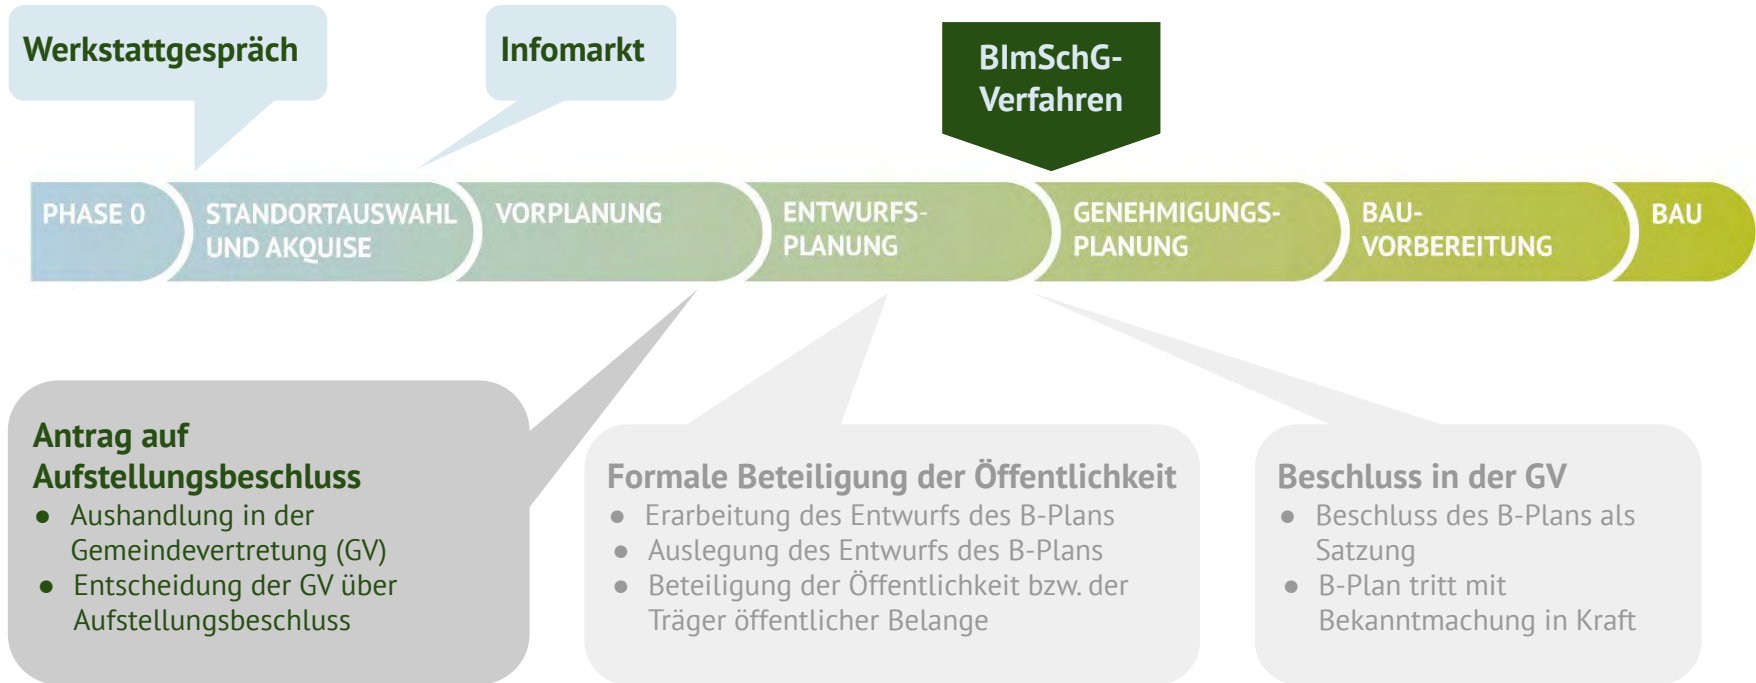 Werkstattgespräch
Infomarkt
BImSchG-
Verfahren
PHASE 0
STANDORTAUSWAHL
UND AKQUISE
VORPLANUNG
ENTWURFS-
PLANUNG
GENEHMIGUNGS-
PLANUNG
BAU-
VORBEREITUNG
BAU
Antrag auf
Aufstellungsbeschluss
● Aushandlung in der
Gemeindevertretung (GV)
● Entscheidung der GV über
Aufstellungsbeschluss
Formale Beteiligung der Öffentlichkeit
● Erarbeitung des Entwurfs des B-Plans
● Auslegung des Entwurfs des B-Plans
● Beteiligung der Öffentlichkeit bzw. der
Träger öffentlicher Belange
Beschluss in der GV
● Beschluss des B-Plans als
Satzung
● B-Plan tritt mit
Bekanntmachung in Kraft